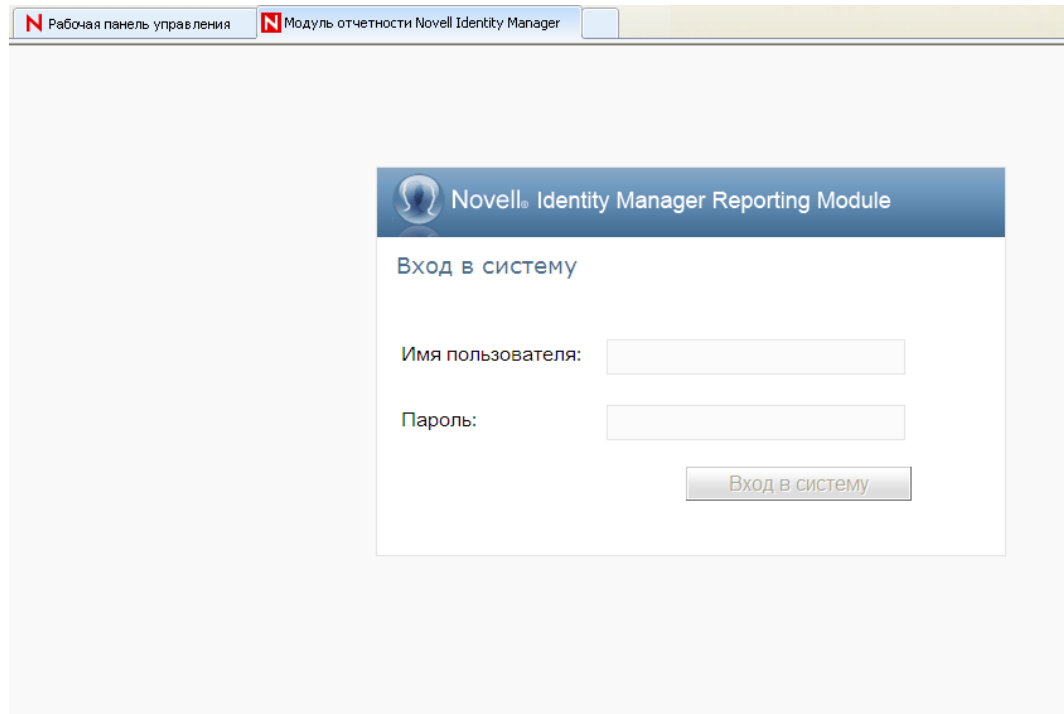 Рабочая панель управления
Модуль отчетности Novell Identity Manager
Novell® Identity Manager Reporting Module
Вход в систему
Имя пользователя:
Пароль:
Вход в систему